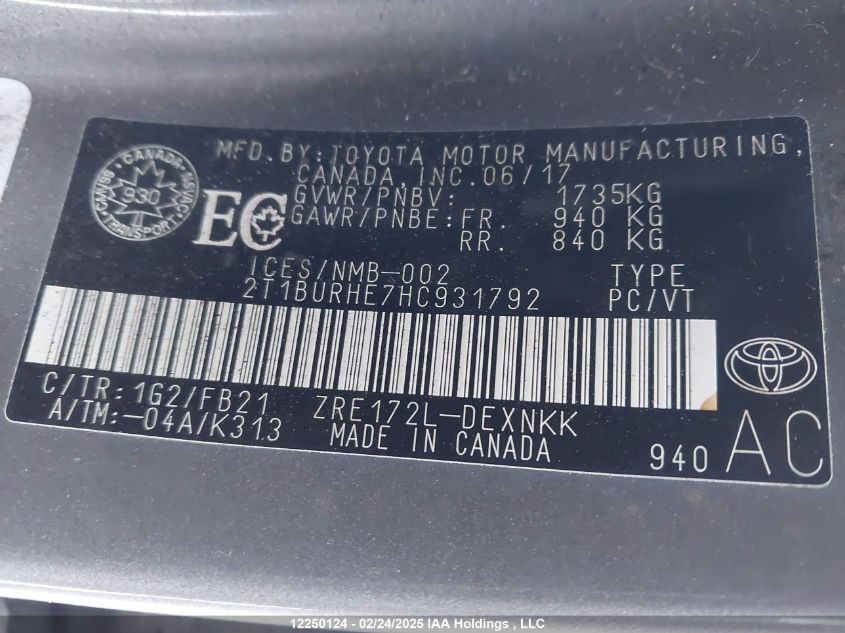 MFD. BY: TOYOTA MOTOR MANUFACTURING,
CANADA, INC. 06/17
GVWR/PNBV: 1735KG
GAWR/PNBE: FR. 940 KG
RR. 840 KG
CANADA
930
TRANSPORT
EC
ICES/NMB-002 TYPE
2T1BURHE7HC931792 PC/VT
C/TR: 1G2/FB21 ZRE172L-DEXNKK
A/TM:-04A/K313 MADE IN CANADA
940 AC
12250124 - 02/24/2025 IAA Holdings , LLC